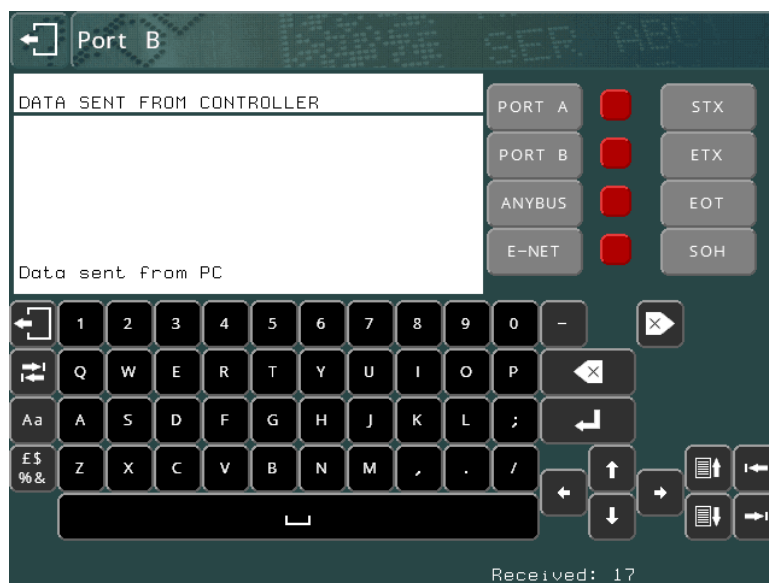 Port B
DATA SENT FROM CONTROLLER
Data sent from PC
PORT A STX
PORT B ETX
ANYBUS EOT
E-NET SOH
1 2 3 4 5 6 7 8 9 0 -
Q W E R T Y U I O P
Aa A S D F G H J K L ;
£$
%& Z X C V B N M , . /
Received: 17